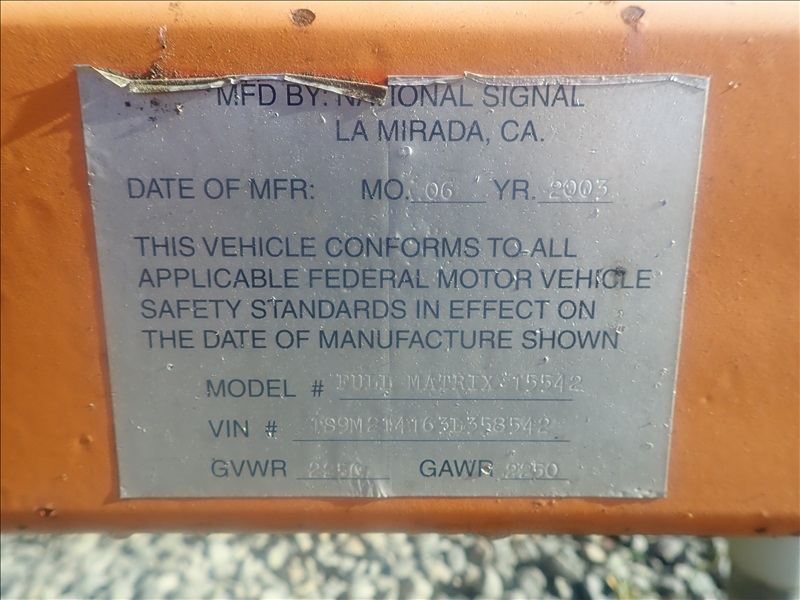 MFD BY: NATIONAL SIGNAL
LA MIRADA, CA.
DATE OF MFR: MO. 06 YR. 2003
THIS VEHICLE CONFORMS TO ALL
APPLICABLE FEDERAL MOTOR VEHICLE
SAFETY STANDARDS IN EFFECT ON
THE DATE OF MANUFACTURE SHOWN
MODEL # FULL MATRIX T5542
VIN #
GVWR 2250 GAWR 2250